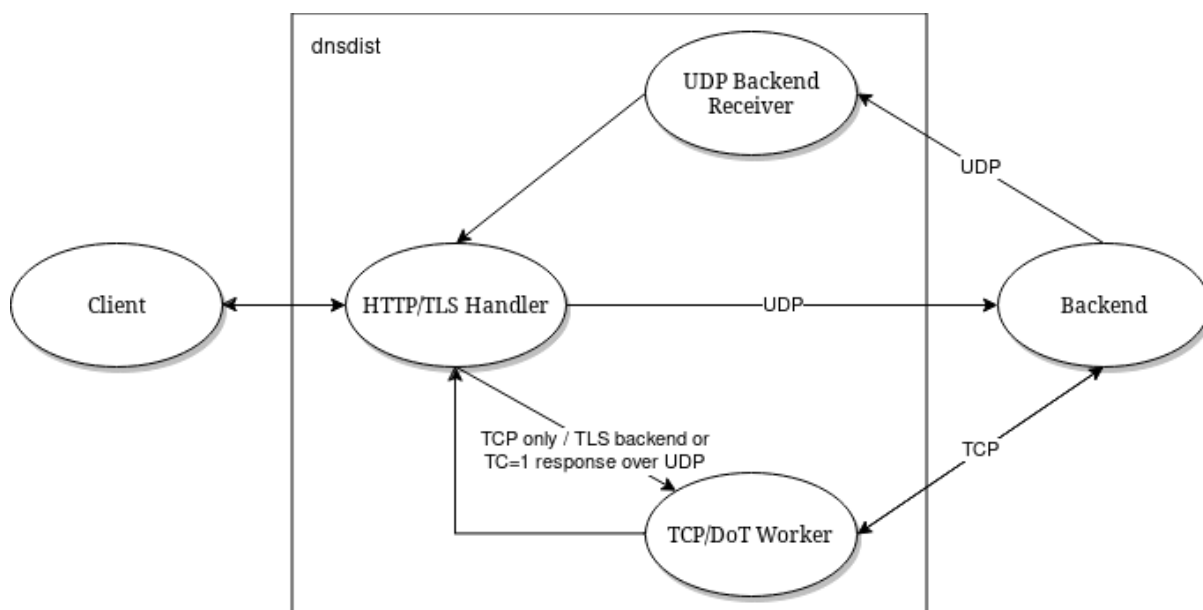 dnsdist
UDP Backend
Receiver
UDP
Client
HTTP/TLS Handler
UDP
Backend
TCP only / TLS backend or
TC=1 response over UDP
TCP
TCP/DoT Worker